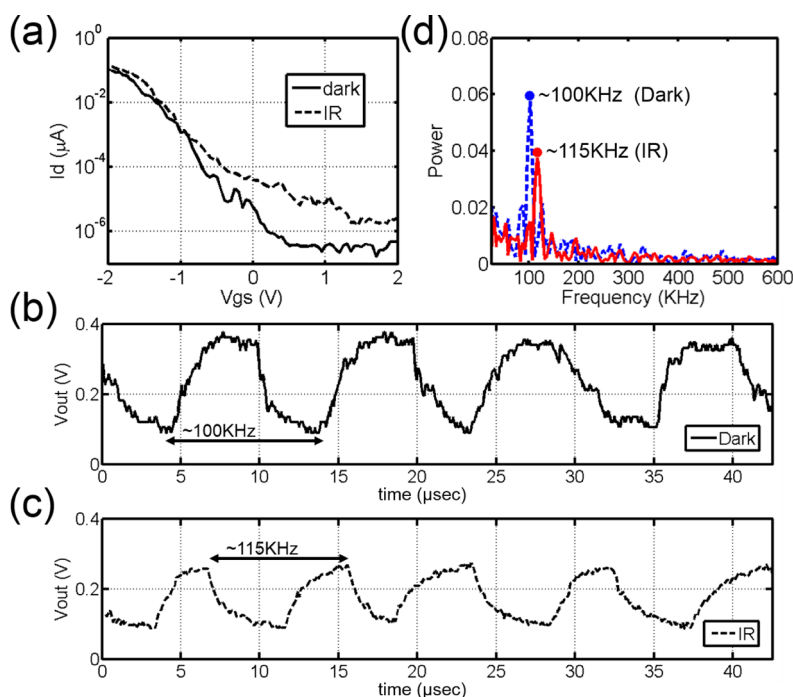 (a)
Id (μA)
10^0
10^-2
10^-4
10^-6
dark
IR
-2
-1
0
1
2
Vgs (V)
(d)
Power
0.08
0.06
0.04
0.02
0
~100KHz (Dark)
~115KHz (IR)
100 200 300 400 500 600
Frequency (KHz)
(b)
Vout (V)
0.4
0.2
0
~100KHz
Dark
0 5 10 15 20 25 30 35 40
time (μsec)
(c)
Vout (V)
0.4
0.2
0
~115KHz
IR
0 5 10 15 20 25 30 35 40
time (μsec)